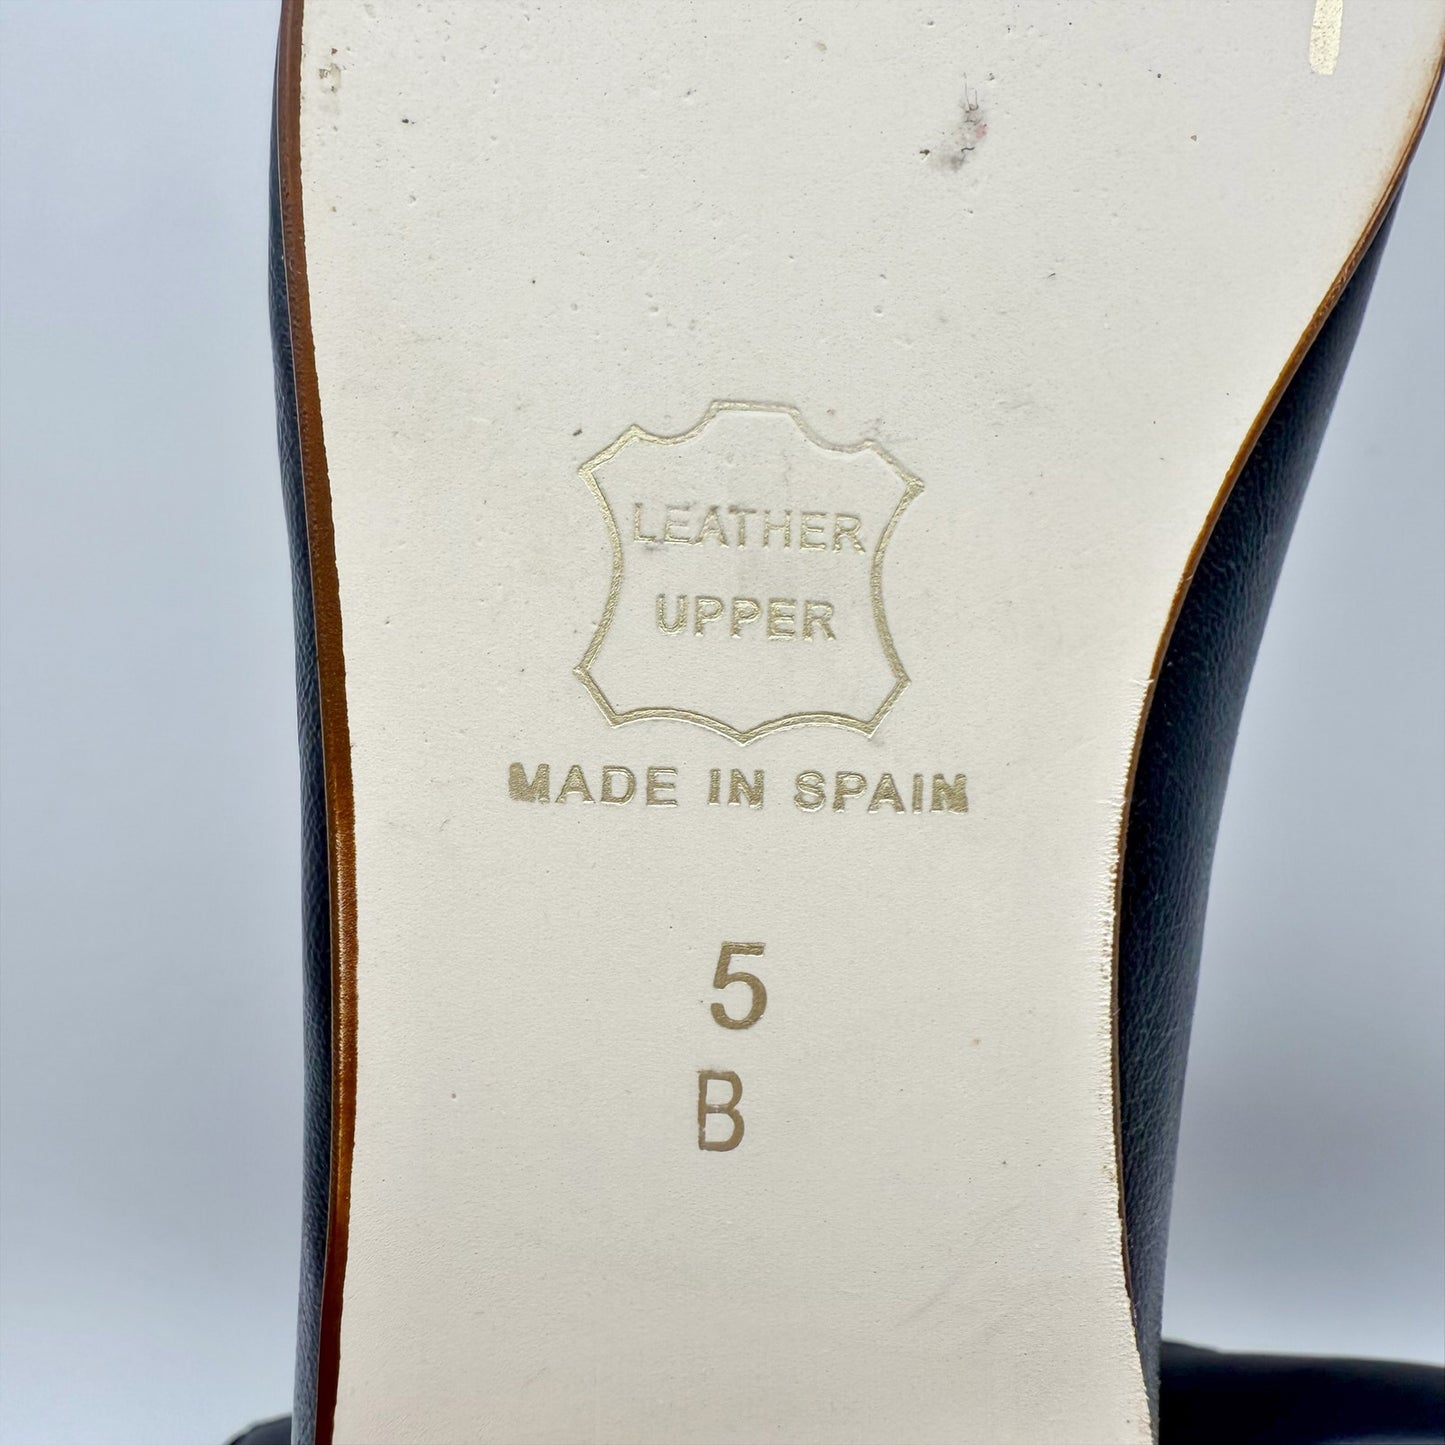 LEATHER
UPPER
MADE IN SPAIN
5
B